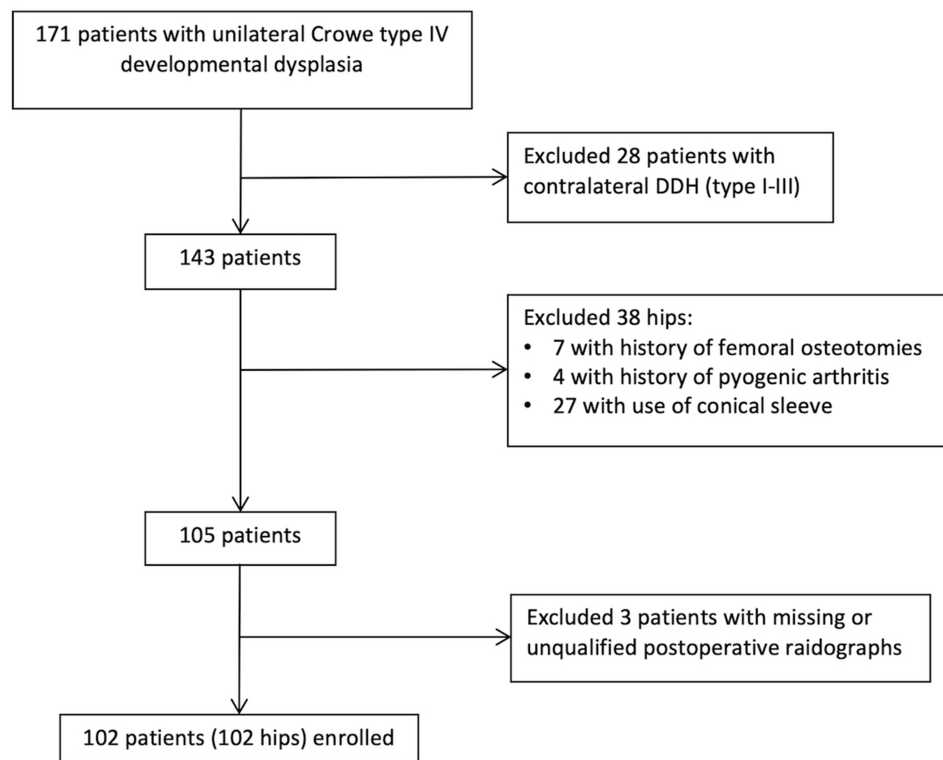 171 patients with unilateral Crowe type IV
developmental dysplasia
Excluded 28 patients with
contralateral DDH (type I-III)
143 patients
Excluded 38 hips:
• 7 with history of femoral osteotomies
• 4 with history of pyogenic arthritis
• 27 with use of conical sleeve
105 patients
Excluded 3 patients with missing or
unqualified postoperative raidographs
102 patients (102 hips) enrolled